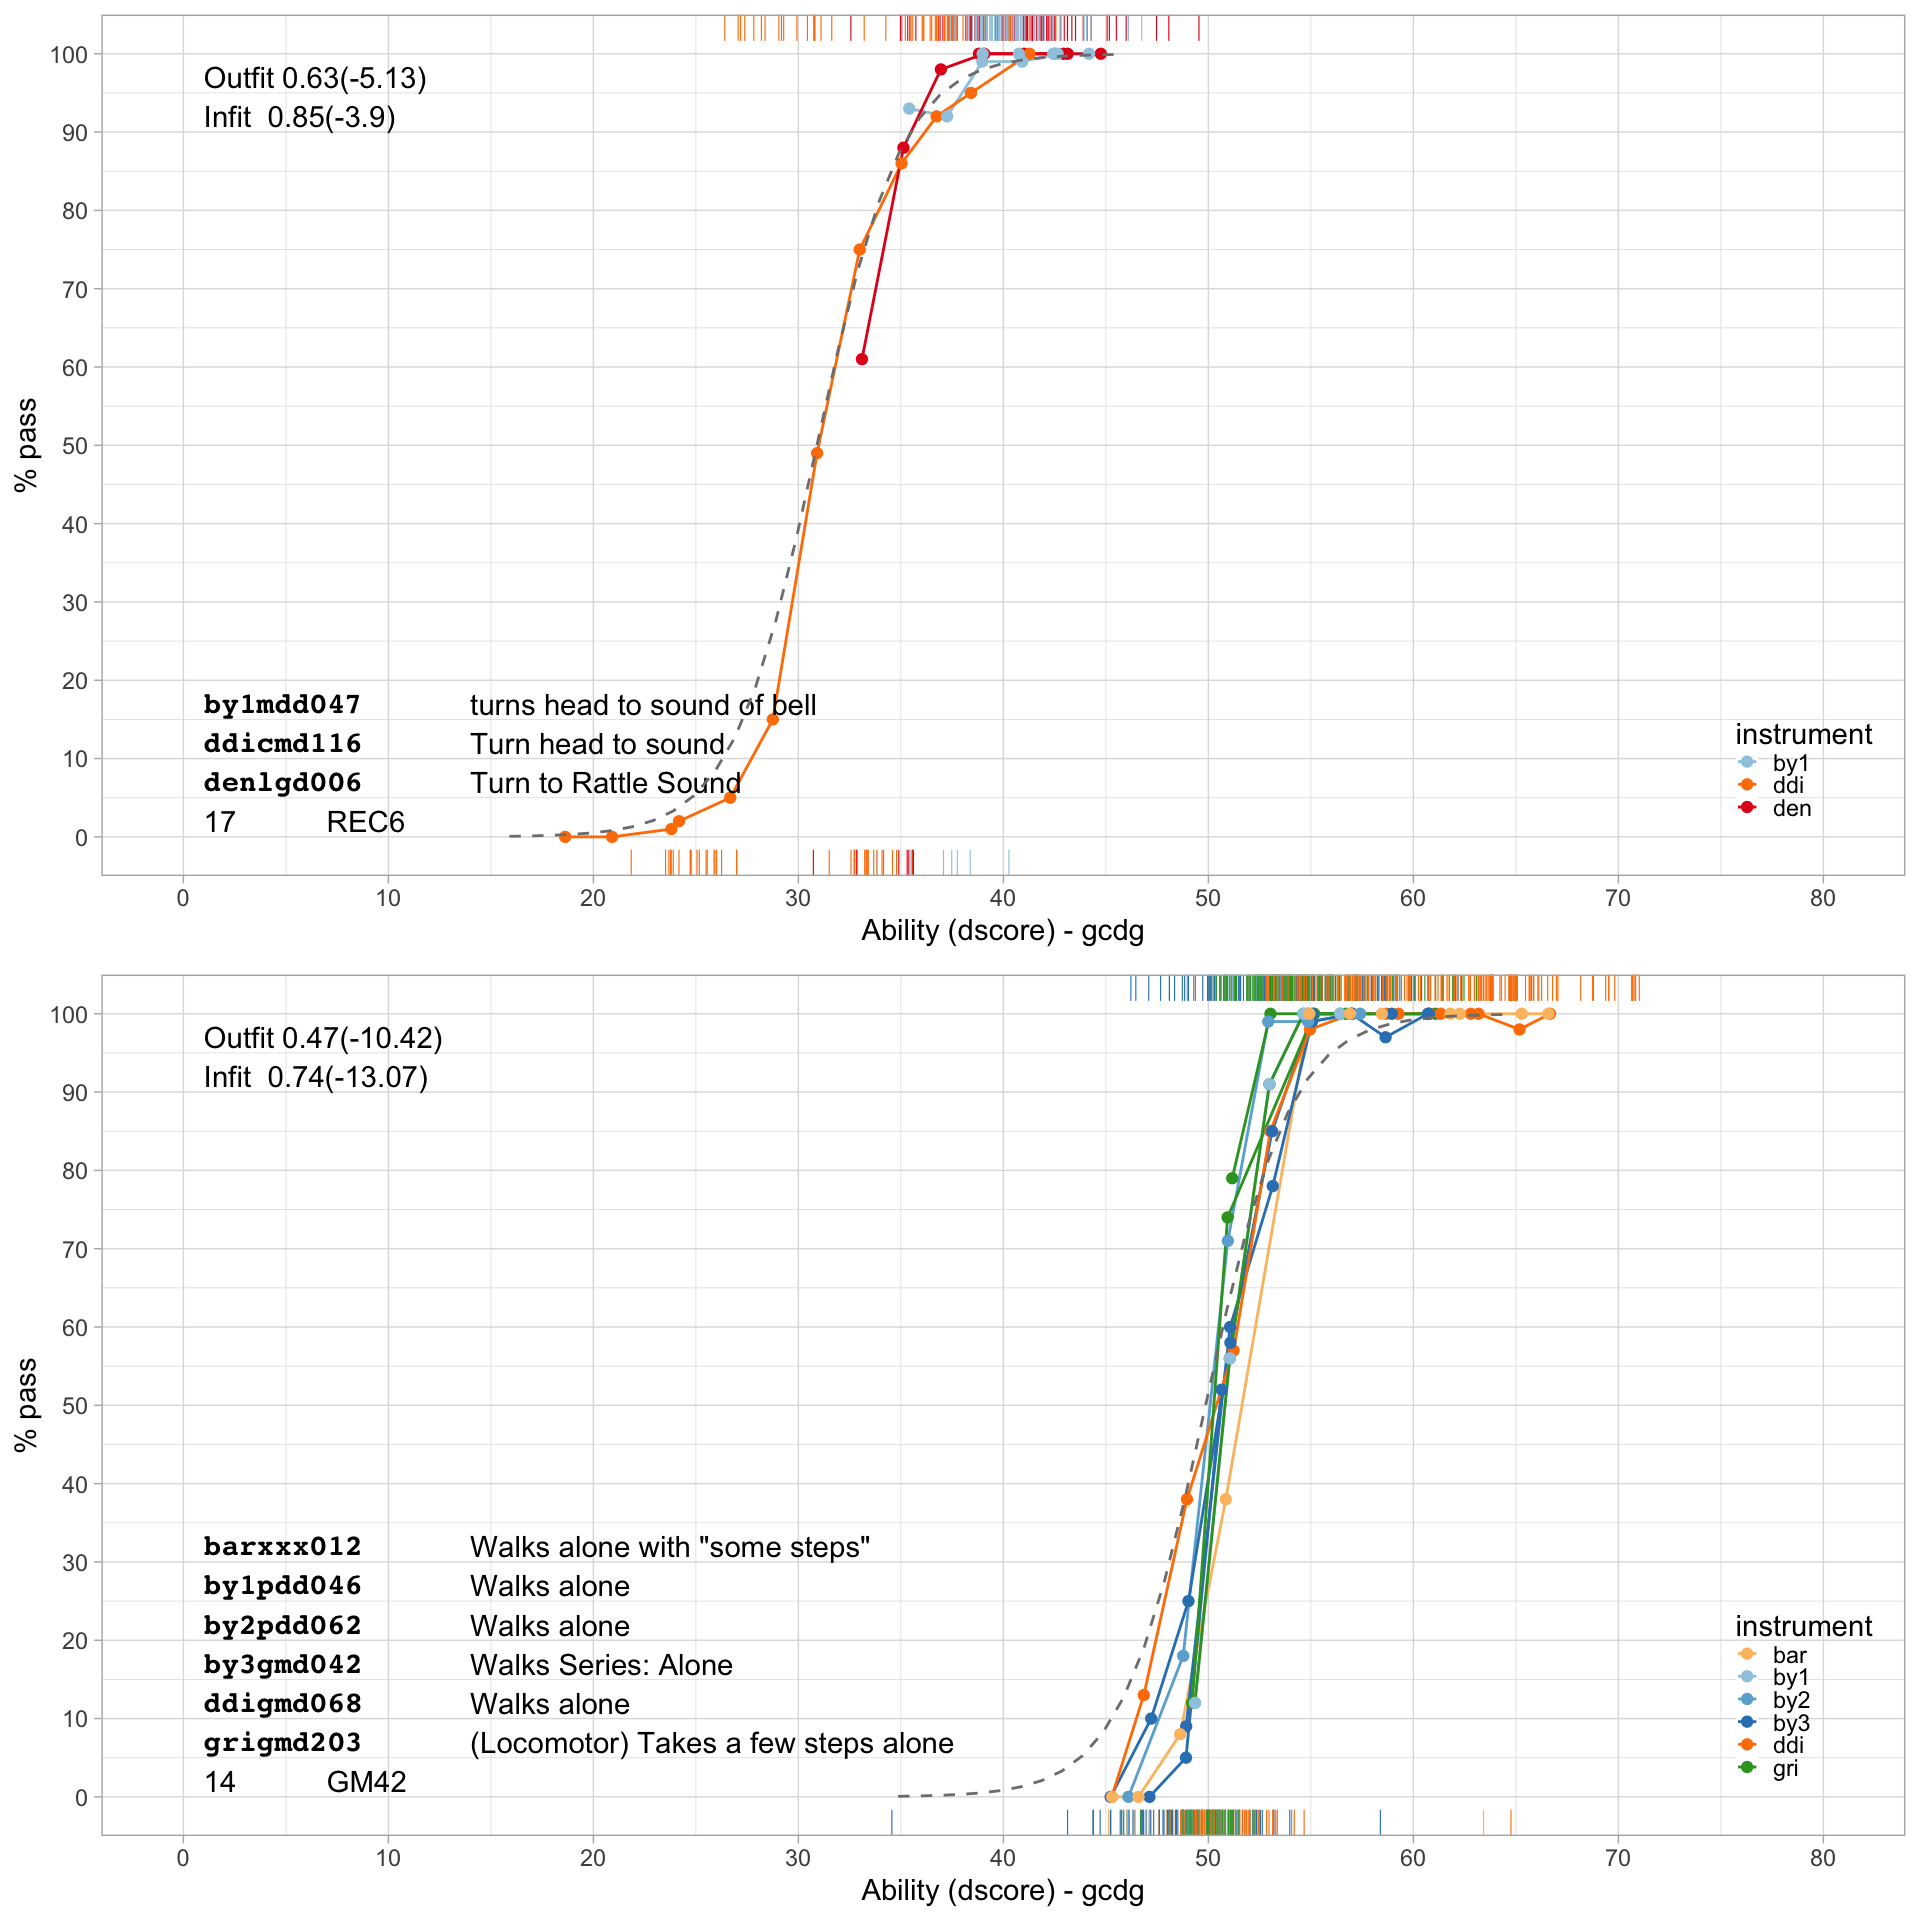 Outfit 0.63(-5.13)
Infit 0.85(-3.9)
% pass
100
90
80
70
60
50
40
30
20
10
0
by1mdd047 turns head to sound of bell
ddicmd116 Turn head to sound
denlgd006 Turn to Rattle Sound
17 REC6
instrument
by1
ddi
den
0 10 20 30 40 50 60 70 80
Ability (dscore) - gcdg
Outfit 0.47(-10.42)
Infit 0.74(-13.07)
% pass
100
90
80
70
60
50
40
30
20
10
0
barxxx012 Walks alone with "some steps"
by1pdd046 Walks alone
by2pdd062 Walks alone
by3gmd042 Walks Series: Alone
ddigmd068 Walks alone
grigmd203 (Locomotor) Takes a few steps alone
14 GM42
instrument
bar
by1
by2
by3
ddi
gri
0 10 20 30 40 50 60 70 80
Ability (dscore) - gcdg